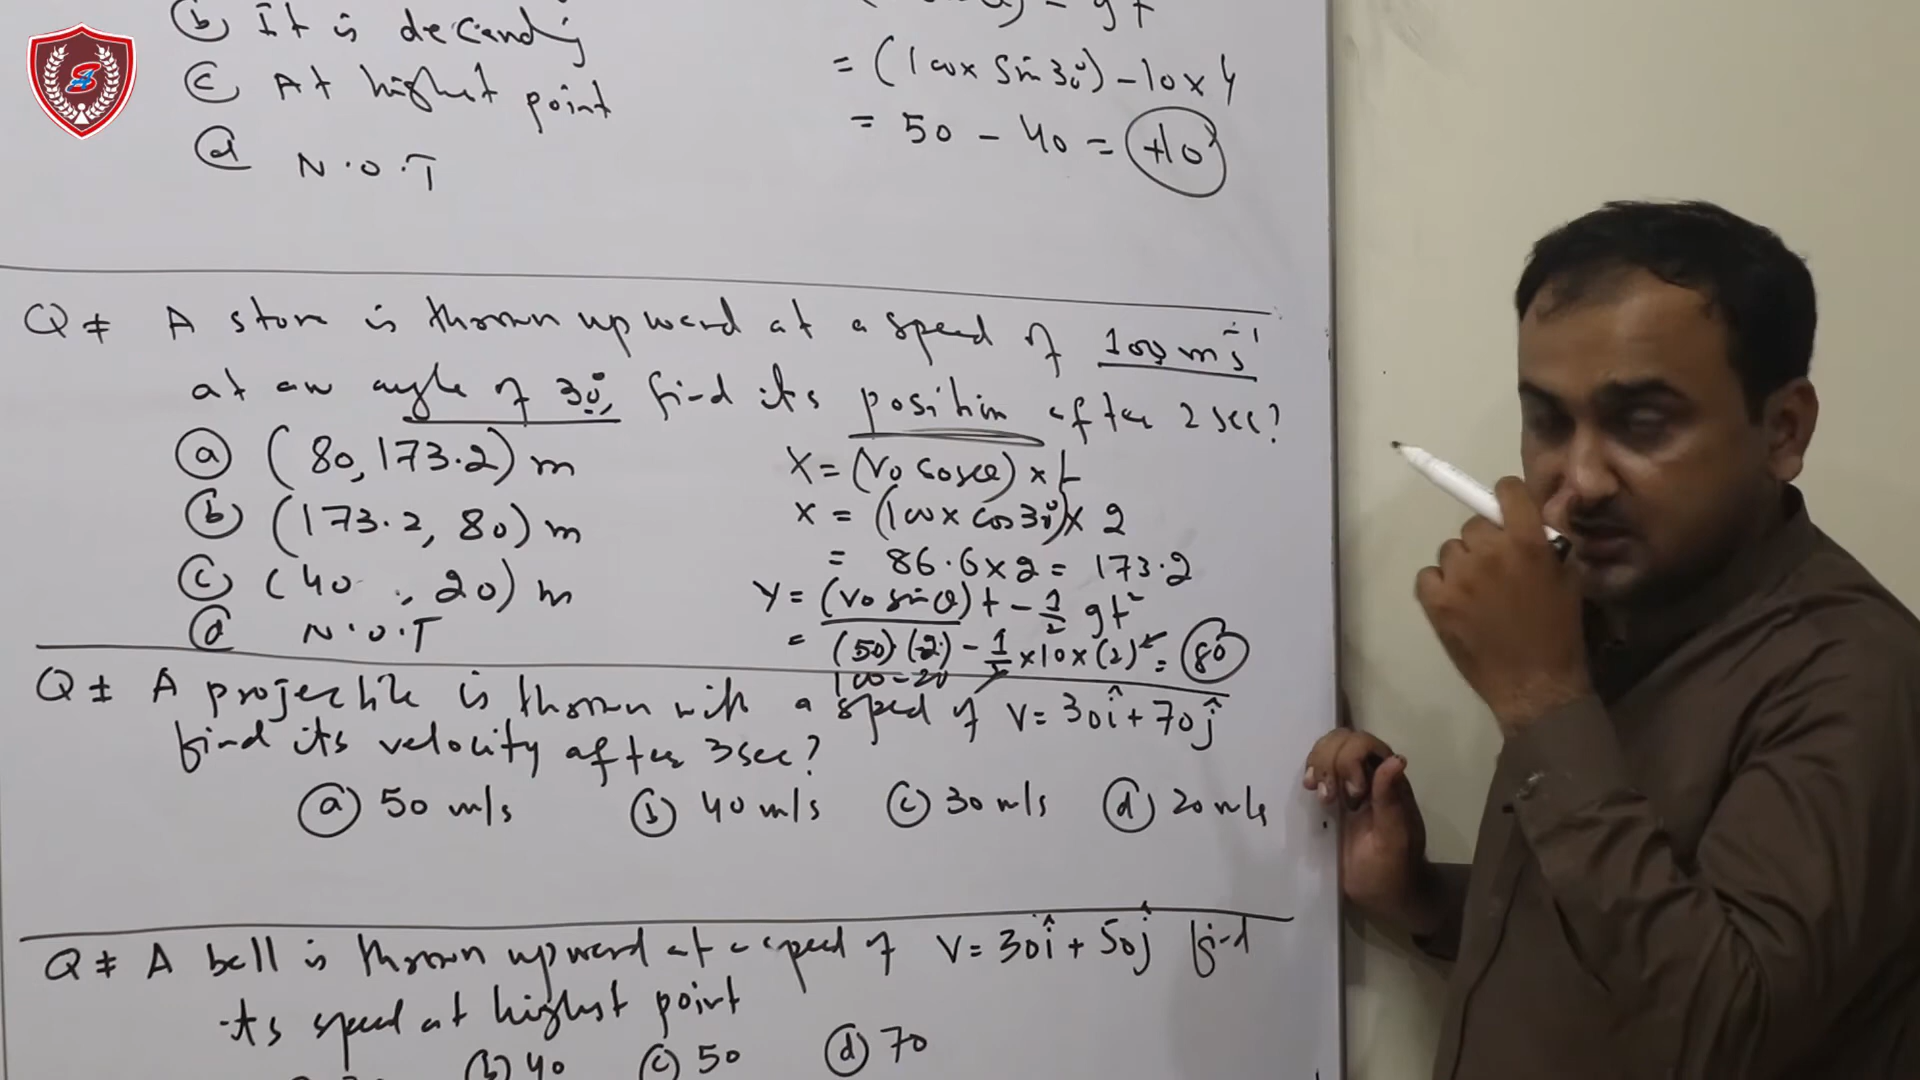 (b) It is decending
(c) At highest point
(d) N.O.T
= (100 x Sin 30°) - 10 x 4
= 50 - 40 = +10
Q # A stone is thrown upward at a speed of 100 ms⁻¹
at an angle of 30°, find its position after 2 sec?
(a) (80, 173.2) m
(b) (173.2, 80) m
(c) (40, 20) m
(d) N.O.T
X = (Vo cosθ) x t
X = (100 x cos 30°) x 2
= 86.6 x 2 = 173.2
Y = (Vo sinθ) t - 1/2 gt²
= (50) (2) - 1/2 x 10 x (2)² = 80
100 - 20
Q # A projectile is thrown with a speed of V = 30î + 70ĵ
find its velocity after 3 sec?
(a) 50 m/s (b) 40 m/s (c) 30 m/s (d) 20 m/s
Q # A ball is thrown upward at a speed of V = 30î + 50ĵ find
its speed at highest point
(b) 40 (c) 50 (d) 70